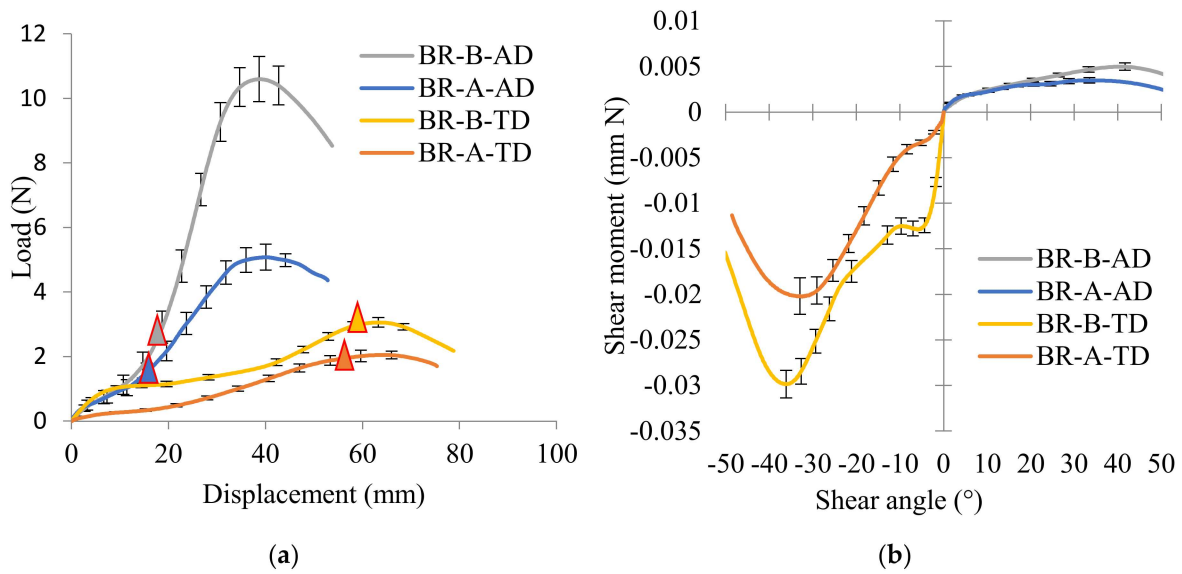 12
10
8
6
4
2
0
Load (N)
0 20 40 60 80 100
Displacement (mm)
BR-B-AD
BR-A-AD
BR-B-TD
BR-A-TD
(a)
0.01
0.005
0
-0.005
-0.01
-0.015
-0.02
-0.025
-0.03
-0.035
Shear moment (mm N)
-50 -40 -30 -20 -10 0 10 20 30 40 50
Shear angle (°)
BR-B-AD
BR-A-AD
BR-B-TD
BR-A-TD
(b)